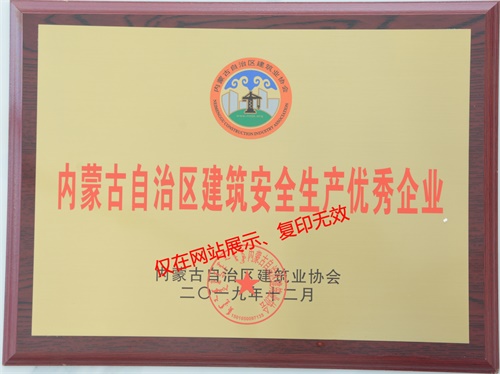 内蒙古自治区建筑业协会
内蒙古自治区建筑安全生产优秀企业
仅在网站展示、复印无效
内蒙古自治区建筑业协会
二〇一九年十二月